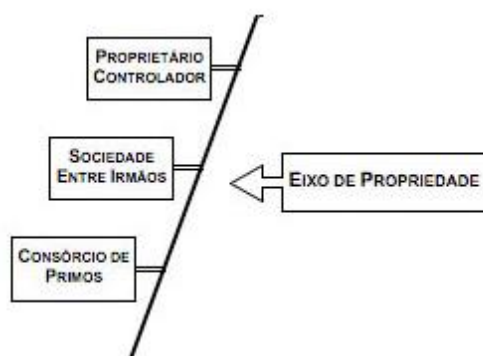 PROPRIETÁRIO
CONTROLADOR
SOCIEDADE
ENTRE IRMÃOS
EIXO DE PROPRIEDADE
CONSÓRCIO DE
PRIMOS